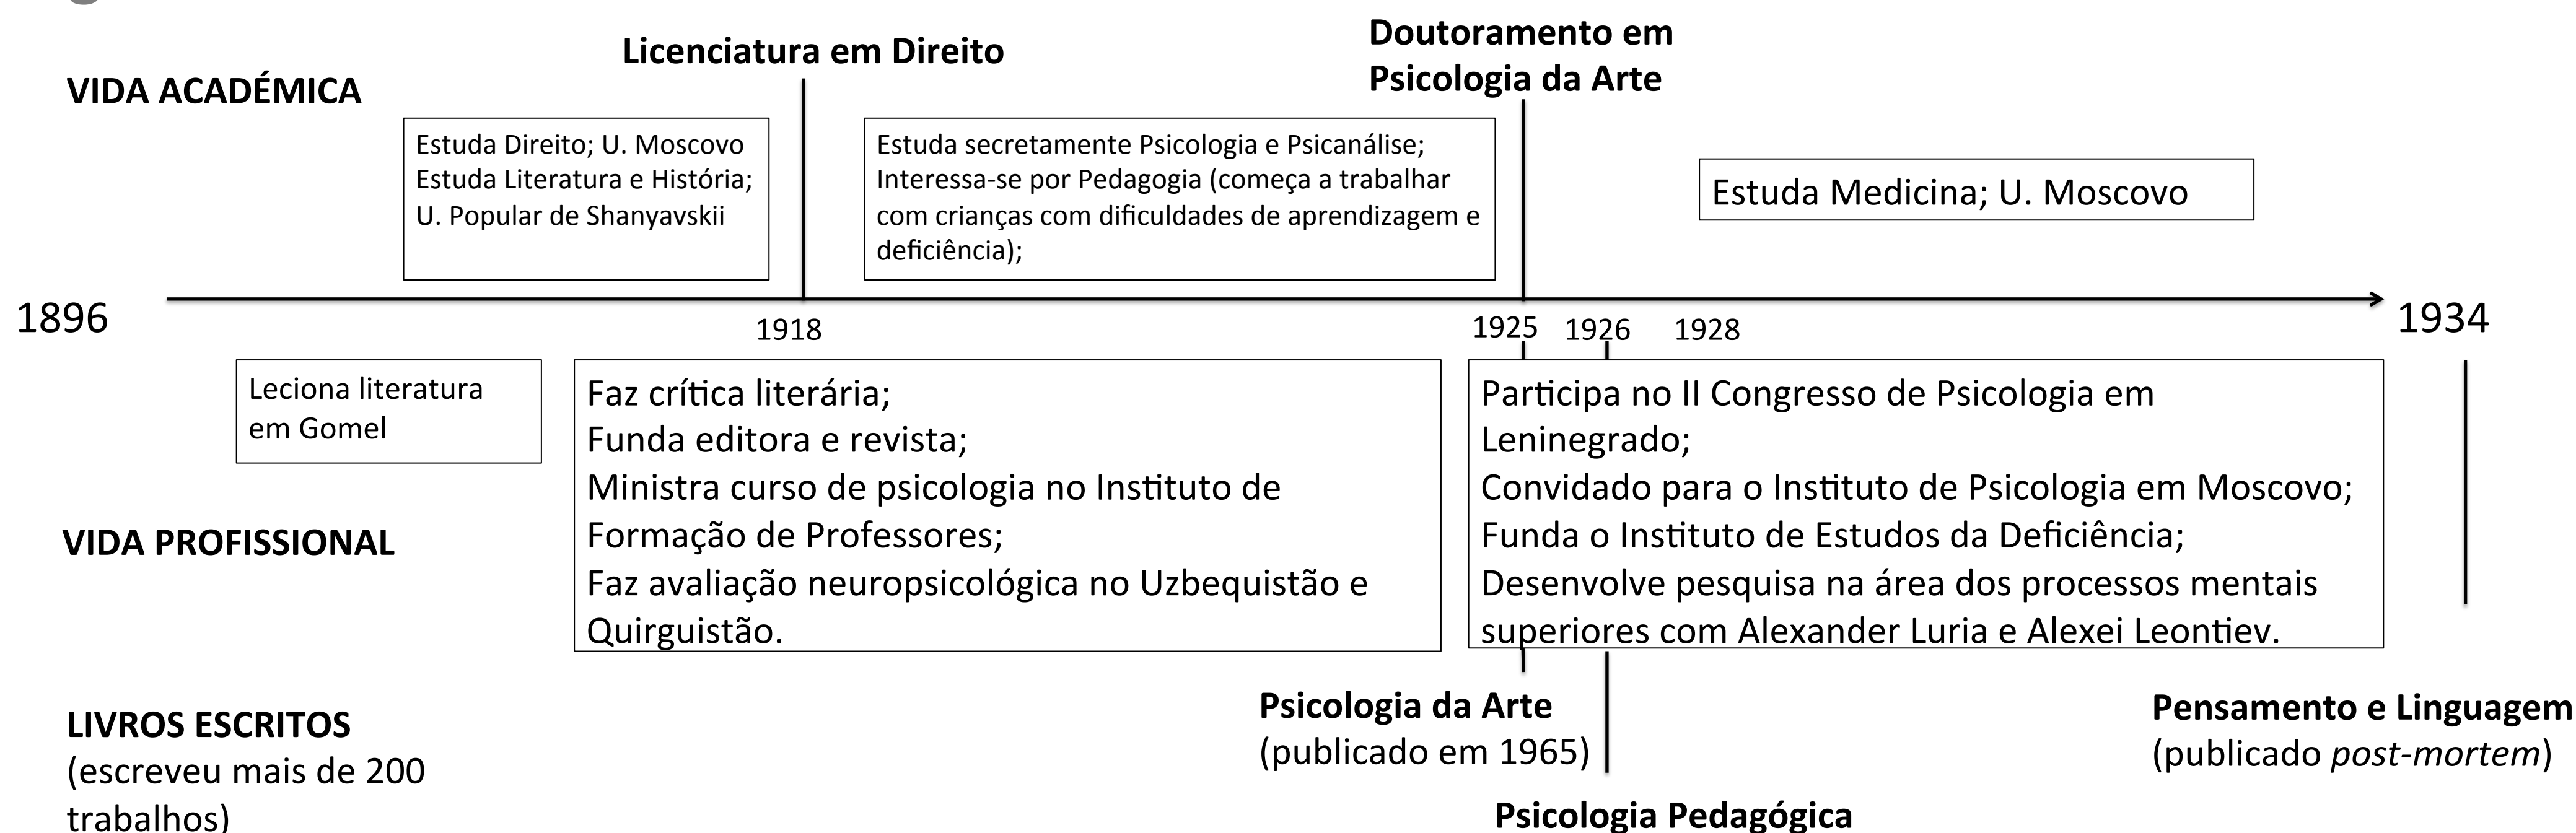 Licenciatura em Direito
Doutoramento em
Psicologia da Arte
VIDA ACADÉMICA
Estuda Direito; U. Moscovo
Estuda Literatura e História;
U. Popular de Shanyavskii
Estuda secretamente Psicologia e Psicanálise;
Interessa-se por Pedagogia (começa a trabalhar
com crianças com dificuldades de aprendizagem e
deficiência);
Estuda Medicina; U. Moscovo
1896
1918
1925
1926
1928
1934
Leciona literatura
em Gomel
Faz crítica literária;
Funda editora e revista;
Ministra curso de psicologia no Instituto de
Formação de Professores;
Faz avaliação neuropsicológica no Uzbequistão e
Quirguistão.
Participa no II Congresso de Psicologia em
Leninegrado;
Convidado para o Instituto de Psicologia em Moscovo;
Funda o Instituto de Estudos da Deficiência;
Desenvolve pesquisa na área dos processos mentais
superiores com Alexander Luria e Alexei Leontiev.
VIDA PROFISSIONAL
LIVROS ESCRITOS
(escreveu mais de 200
trabalhos)
Psicologia da Arte
(publicado em 1965)
Psicologia Pedagógica
Pensamento e Linguagem
(publicado post-mortem)